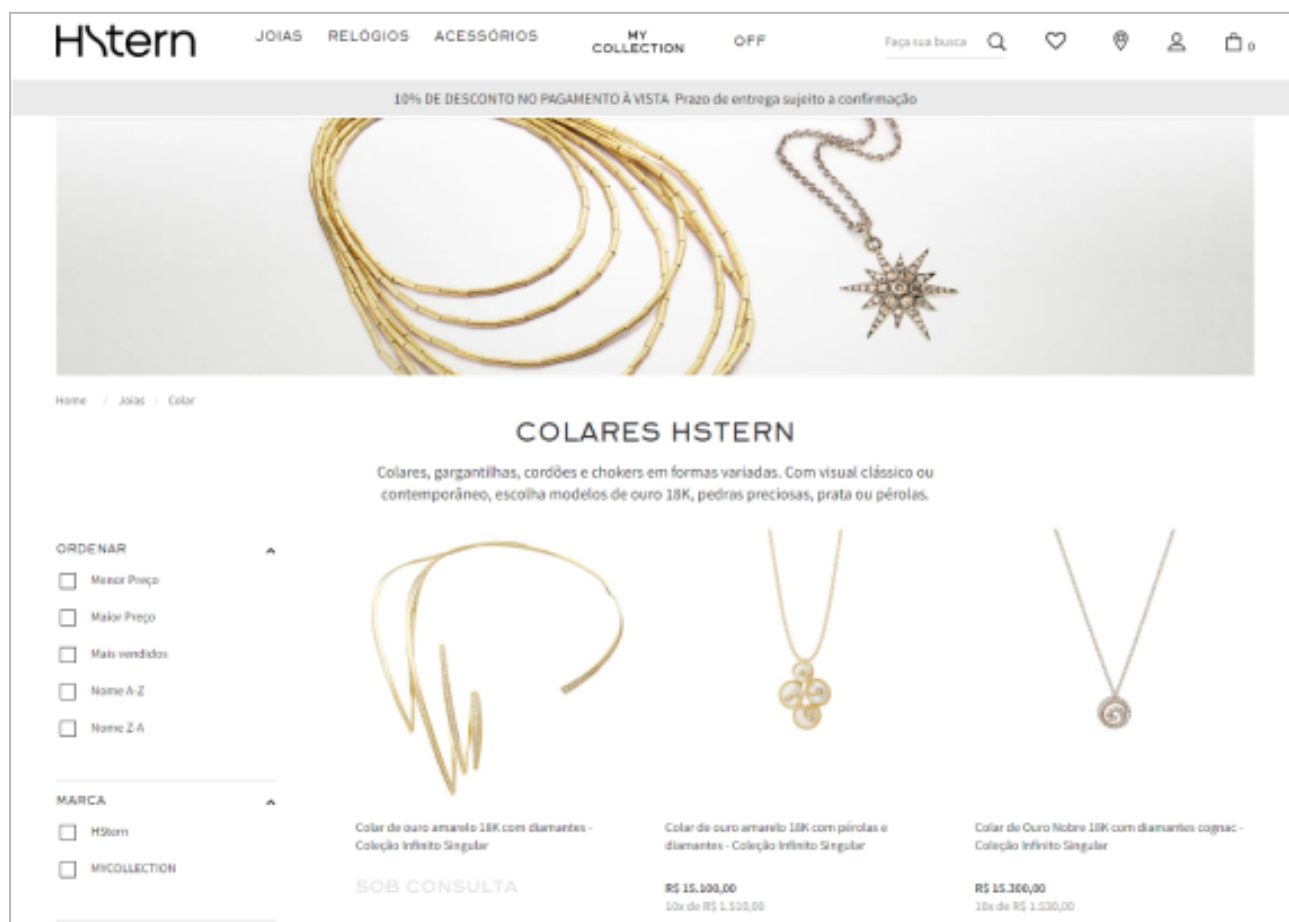 HStern
JOIAS RELÓGIOS ACESSÓRIOS MY COLLECTION OFF Faça sua busca 0
10% DE DESCONTO NO PAGAMENTO À VISTA Prazo de entrega sujeito a confirmação
Home / Joias / Colar
COLARES HSTERN
Colares, gargantilhas, cordões e chokers em formas variadas. Com visual clássico ou
contemporâneo, escolha modelos de ouro 18K, pedras preciosas, prata ou pérolas.
ORDENAR
Menor Preço
Maior Preço
Mais vendidos
Nome A-Z
Nome Z-A
MARCA
HStern
MYCOLLECTION
Colar de ouro amarelo 18K com diamantes -
Coleção Infinito Singular
SOB CONSULTA
Colar de ouro amarelo 18K com pérolas e
diamantes - Coleção Infinito Singular
R$ 15.100,00
10x de R$ 1.510,00
Colar de Ouro Nobre 18K com diamantes cognac -
Coleção Infinito Singular
R$ 15.300,00
10x de R$ 1.530,00